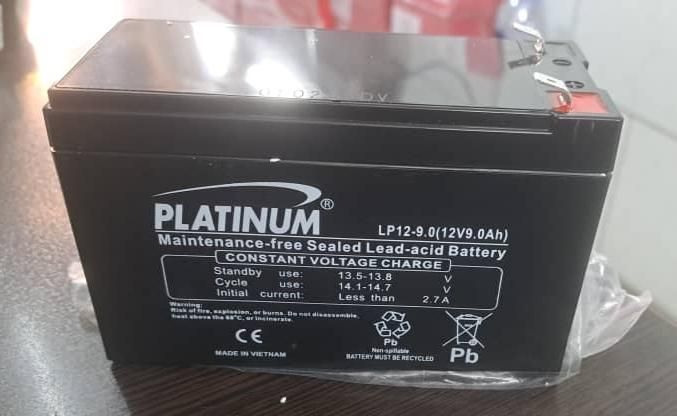 PLATINUM®
LP12-9.0(12V9.0Ah)
Maintenance-free Sealed Lead-acid Battery
CONSTANT VOLTAGE CHARGE
Standby use: 13.5-13.8 V
Cycle use: 14.1-14.7 V
Initial current: Less than 2.7A
Warning:
Risk of fire, explosion, or burns. Do not disassemble,
heat above the 60°C, or incinerate.
CE
MADE IN VIETNAM
Pb
Non-spillable
BATTERY MUST BE RECYCLED
Pb